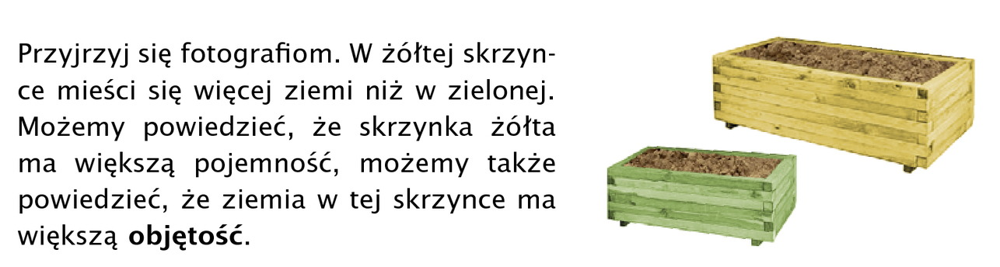 Przyjrzyj się fotografiom. W żółtej skrzyn-
ce mieści się więcej ziemi niż w zielonej.
Możemy powiedzieć, że skrzynka żółta
ma większą pojemność, możemy także
powiedzieć, że ziemia w tej skrzynce ma
większą objętość.